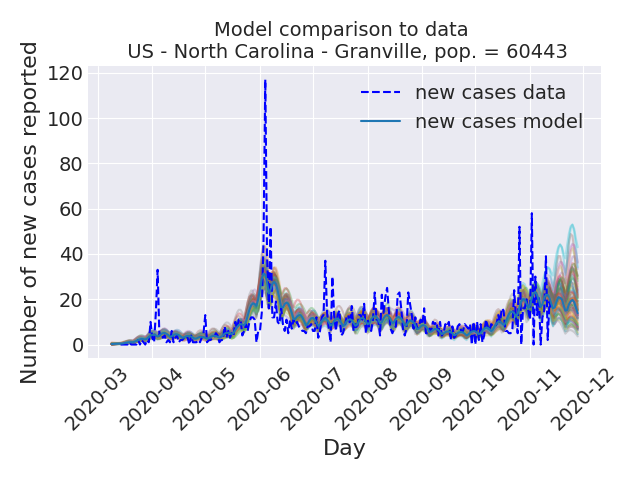 Model comparison to data
US - North Carolina - Granville, pop. = 60443
Number of new cases reported
120
100
80
60
40
20
0
new cases data
new cases model
2020-03
2020-04
2020-05
2020-06
2020-07
2020-08
2020-09
2020-10
2020-11
2020-12
Day